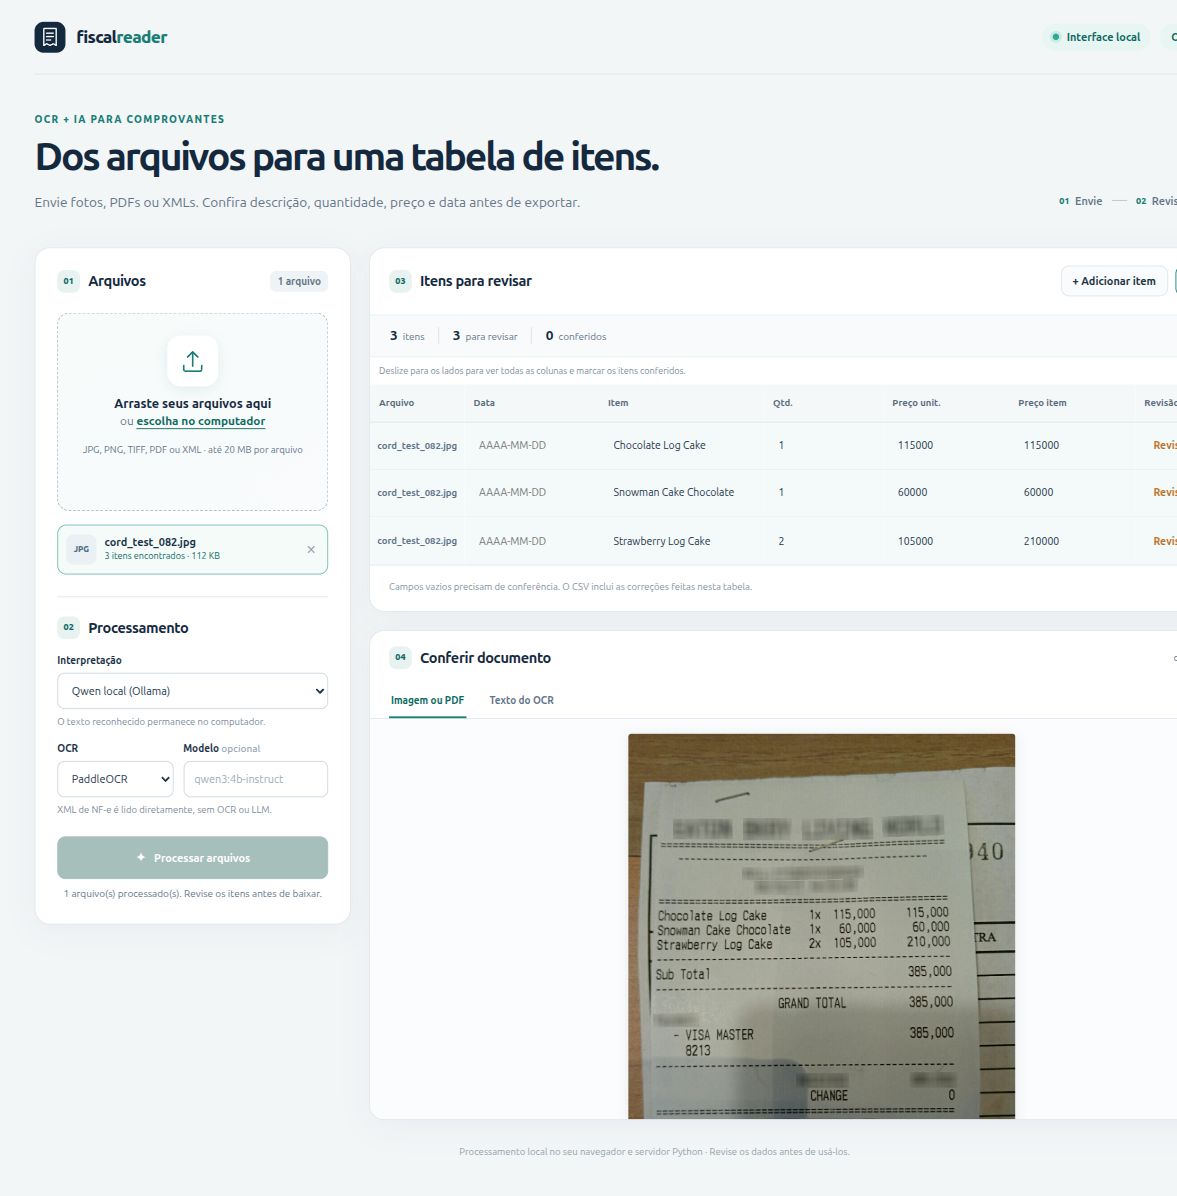 fiscalreader
Interface local
OCR + IA PARA COMPROVANTES
Dos arquivos para uma tabela de itens.
Envie fotos, PDFs ou XMLs. Confira descrição, quantidade, preço e data antes de exportar.
01 Envie — 02 Revis
01 Arquivos 1 arquivo
Arraste seus arquivos aqui
ou escolha no computador
JPG, PNG, TIFF, PDF ou XML · até 20 MB por arquivo
JPG cord_test_082.jpg ×
3 itens encontrados · 112 KB
02 Processamento
Interpretação
Qwen local (Ollama)
O texto reconhecido permanece no computador.
OCR Modelo opcional
PaddleOCR qwen3:4b-instruct
XML de NF-e é lido diretamente, sem OCR ou LLM.
Processar arquivos
1 arquivo(s) processado(s). Revise os itens antes de baixar.
03 Itens para revisar + Adicionar item
3 itens 3 para revisar 0 conferidos
Deslize para os lados para ver todas as colunas e marcar os itens conferidos.
Arquivo Data Item Qtd. Preço unit. Preço item Revisão
cord_test_082.jpg AAAA-MM-DD Chocolate Log Cake 1 115000 115000 Revis
cord_test_082.jpg AAAA-MM-DD Snowman Cake Chocolate 1 60000 60000 Revis
cord_test_082.jpg AAAA-MM-DD Strawberry Log Cake 2 105000 210000 Revis
Campos vazios precisam de conferência. O CSV inclui as correções feitas nesta tabela.
04 Conferir documento
Imagem ou PDF Texto do OCR
940
Chocolate Log Cake 1x 115,000 115,000
Snowman Cake Chocolate 1x 60,000 60,000
Strawberry Log Cake 2x 105,000 210,000
TRA
Sub Total 385,000
GRAND TOTAL 385,000
- VISA MASTER 385,000
8213
CHANGE 0
Processamento local no seu navegador e servidor Python · Revise os dados antes de usá-los.